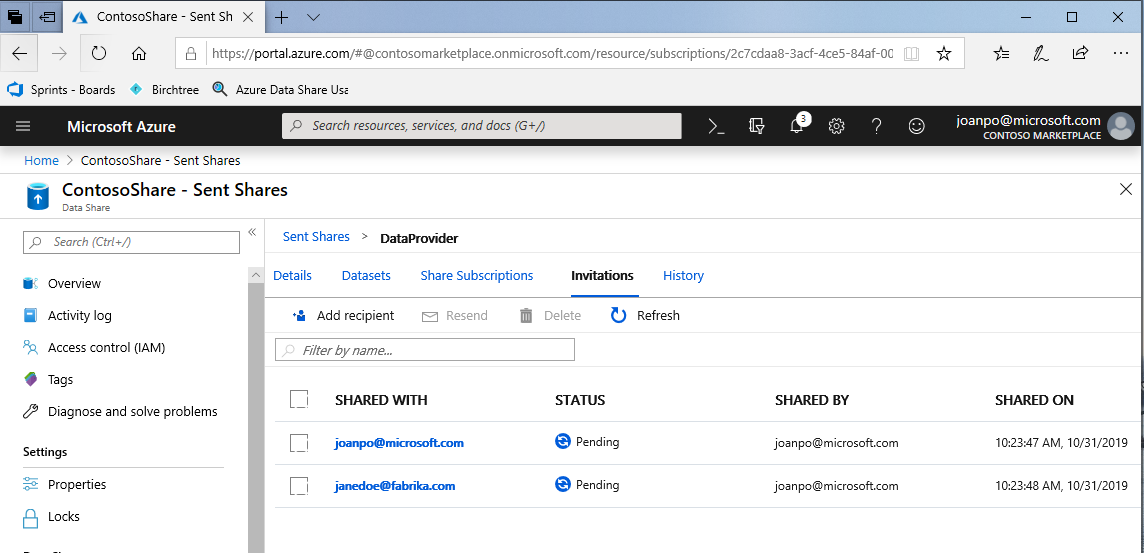 ContosoShare - Sent Sh
https://portal.azure.com/#@contosomarketplace.onmicrosoft.com/resource/subscriptions/2c7cdaa8-3acf-4ce5-84af-00
Sprints - Boards Birchtree Azure Data Share Usa
Microsoft Azure Search resources, services, and docs (G+/) 3 joanpo@microsoft.com
CONTOSO MARKETPLACE
Home > ContosoShare - Sent Shares
ContosoShare - Sent Shares
Data Share
Search (Ctrl+/) «
Overview
Activity log
Access control (IAM)
Tags
Diagnose and solve problems
Settings
Properties
Locks
Sent Shares > DataProvider
Details Datasets Share Subscriptions Invitations History
Add recipient Resend Delete Refresh
Filter by name...
SHARED WITH STATUS SHARED BY SHARED ON
joanpo@microsoft.com Pending joanpo@microsoft.com 10:23:47 AM, 10/31/2019
janedoe@fabrika.com Pending joanpo@microsoft.com 10:23:48 AM, 10/31/2019